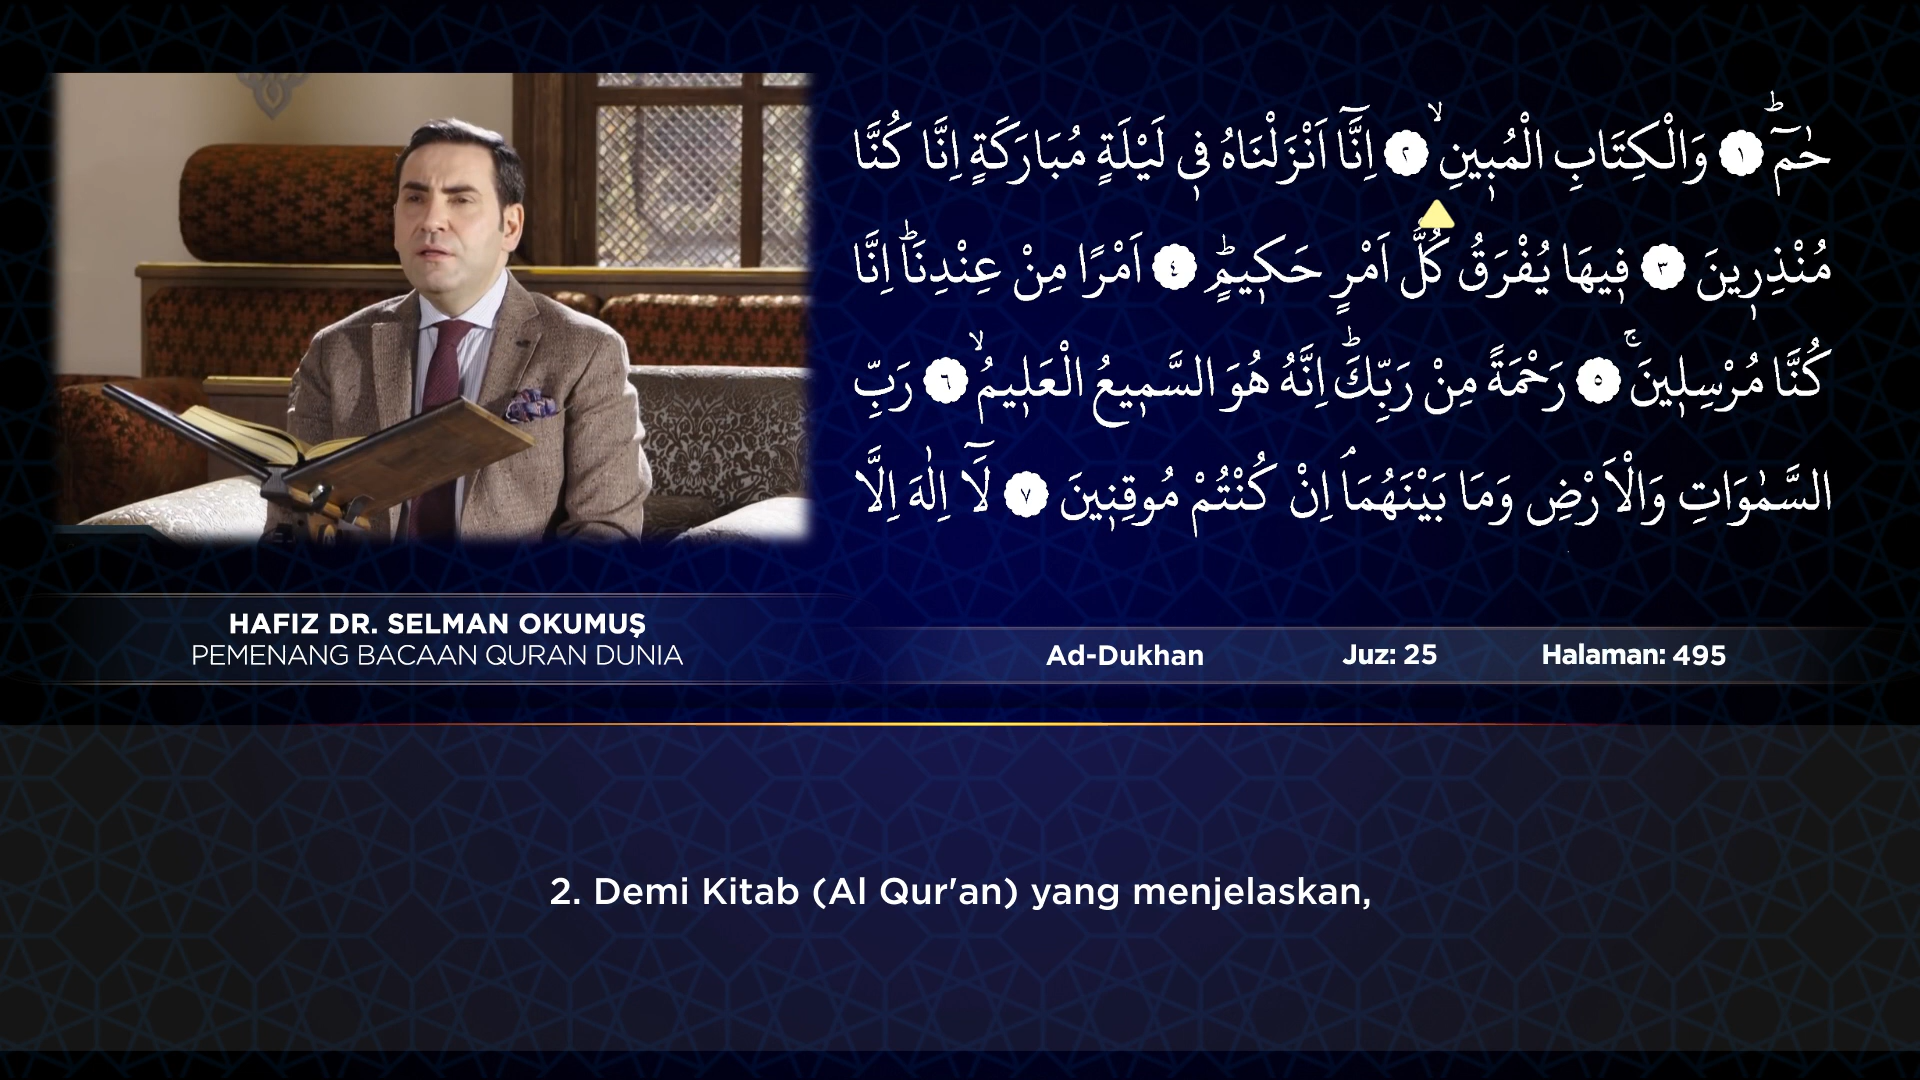 حٰمٓ ۜ ﴿١﴾ وَالْكِتَابِ الْمُب۪ينِۙ ﴿٢﴾ اِنَّٓا اَنْزَلْنَاهُ ف۪ي لَيْلَةٍ مُبَارَكَةٍ اِنَّا كُنَّا
مُنْذِر۪ينَ ﴿٣﴾ ف۪يهَا يُفْرَقُ كُلُّ اَمْرٍ حَك۪يمٍۜ ﴿٤﴾ اَمْرًا مِنْ عِنْدِنَاۜ اِنَّا
كُنَّا مُرْسِل۪ينَۚ ﴿٥﴾ رَحْمَةً مِنْ رَبِّكَۜ اِنَّهُ هُوَ السَّم۪يعُ الْعَل۪يمُۙ ﴿٦﴾ رَبِّ
السَّمٰوَاتِ وَالْاَرْضِ وَمَا بَيْنَهُمَاۢ اِنْ كُنْتُمْ مُوقِن۪ينَ ﴿٧﴾ لَٓا اِلٰهَ اِلَّا
HAFIZ DR. SELMAN OKUMUŞ
PEMENANG BACAAN QURAN DUNIA
Ad-Dukhan Juz: 25 Halaman: 495
2. Demi Kitab (Al Qur'an) yang menjelaskan,